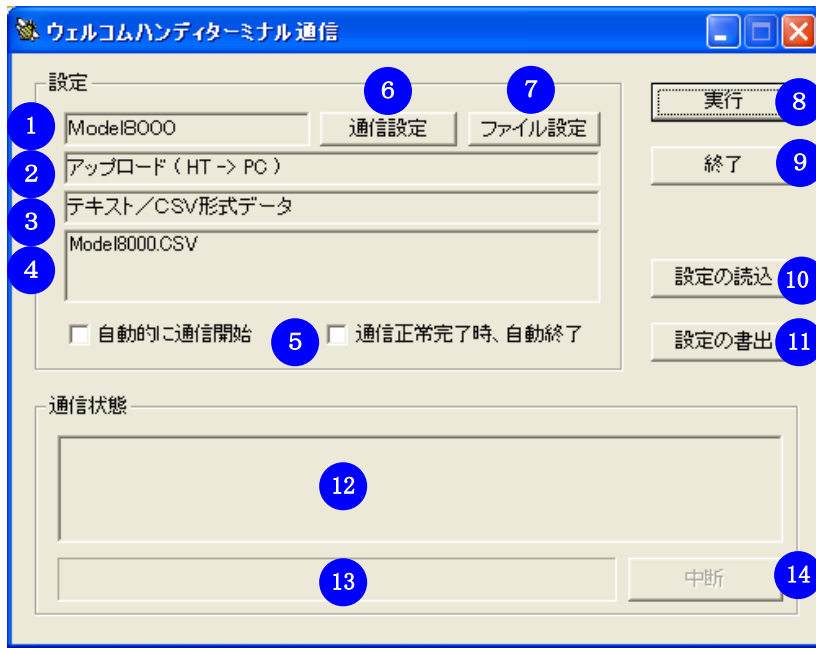 ウェルコムハンディターミナル通信
設定
6
7
1
Model8000
通信設定
ファイル設定
実行
8
2
アップロード ( HT -> PC )
終了
9
3
テキスト／CSV形式データ
4
Model8000.CSV
設定の読込
10
自動的に通信開始
5
通信正常完了時、自動終了
設定の書出
11
通信状態
12
13
中断
14